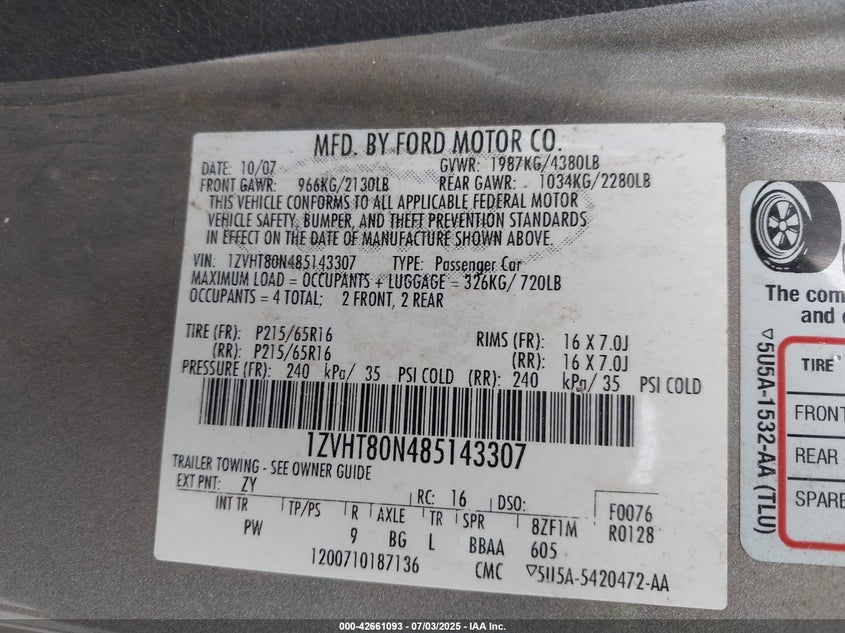 MFD. BY FORD MOTOR CO.
DATE: 10/07 GVWR: 1987KG/4380LB
FRONT GAWR: 966KG/2130LB REAR GAWR: 1034KG/2280LB
THIS VEHICLE CONFORMS TO ALL APPLICABLE FEDERAL MOTOR
VEHICLE SAFETY, BUMPER, AND THEFT PREVENTION STANDARDS
IN EFFECT ON THE DATE OF MANUFACTURE SHOWN ABOVE.
VIN: 1ZVHT80N485143307 TYPE: Passenger Car
MAXIMUM LOAD = OCCUPANTS + LUGGAGE = 326KG/ 720LB
OCCUPANTS = 4 TOTAL: 2 FRONT, 2 REAR
TIRE (FR): P215/65R16 RIMS (FR): 16 X 7.0J
(RR): P215/65R16 (RR): 16 X 7.0J
PRESSURE (FR): 240 kPa/ 35 PSI COLD (RR): 240 kPa/ 35 PSI COLD
1ZVHT80N485143307
TRAILER TOWING - SEE OWNER GUIDE
EXT PNT: ZY RC: 16 DSO: F0076
INT TR TP/PS R AXLE TR SPR 8ZF1M R0128
PW 9 BG L BBAA 605
1200710187136 CMC ▽5U5A-5420472-AA
The com
and
TIRE
FRONT
REAR
SPARE
▽5U5A-1532-AA (TLU)
000-42661093 - 07/03/2025 - IAA Inc.